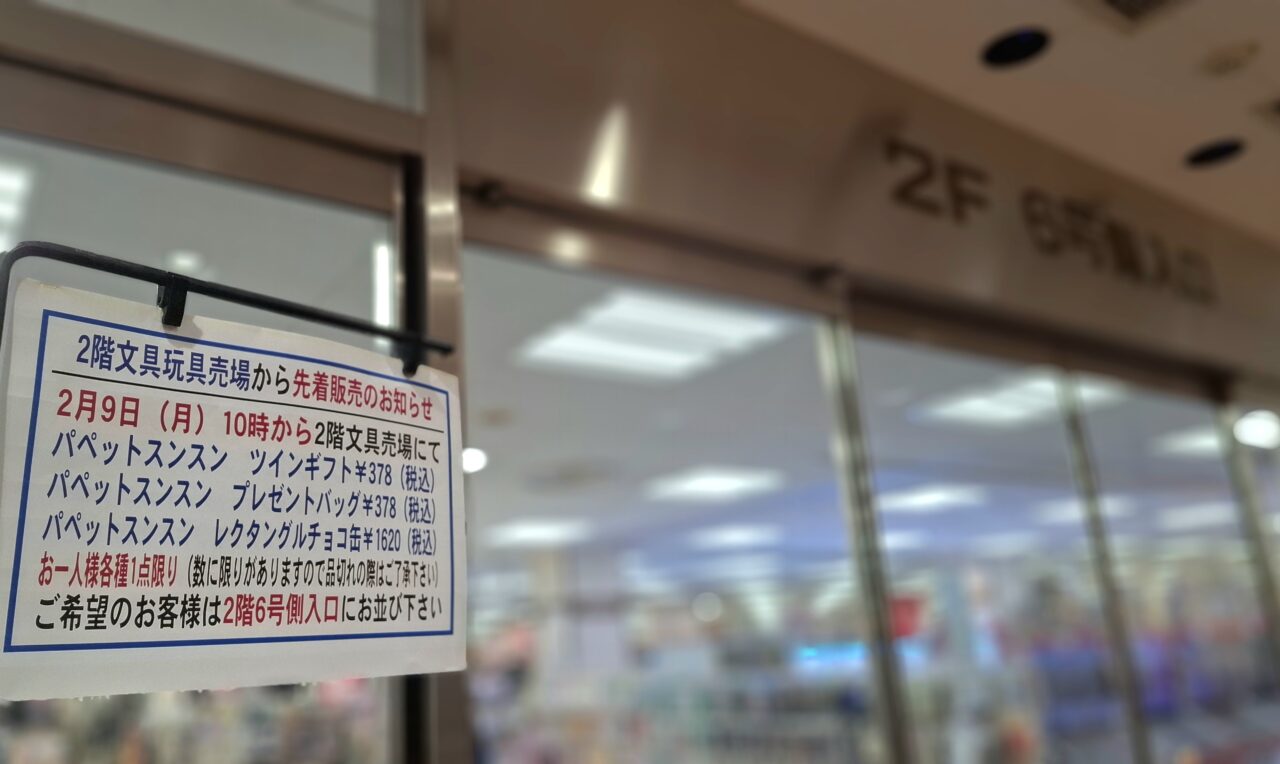 2階文具玩具売場から先着販売のお知らせ
2月9日（月）10時から2階文具売場にて
パペットスンスン　ツインギフト¥378（税込）
パペットスンスン　プレゼントバッグ¥378（税込）
パペットスンスン　レクタングルチョコ缶¥1620（税込）
お一人様各種1点限り（数に限りがありますので品切れの際はご了承下さい）
ご希望のお客様は2階6号側入口にお並び下さい
2F 6号側入口